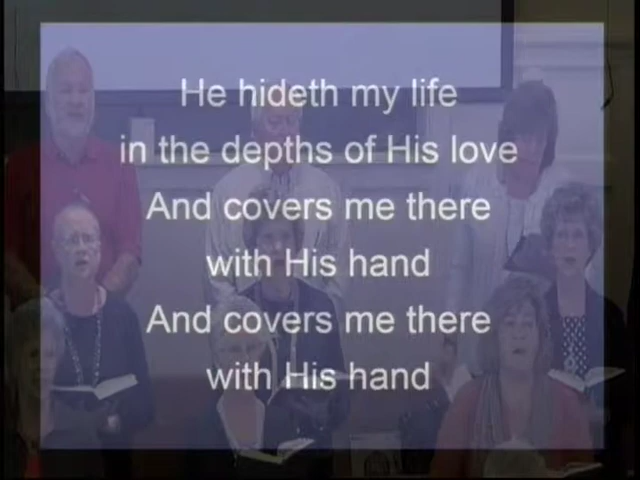 He hideth my life
in the depths of His love
And covers me there
with His hand
And covers me there
with His hand